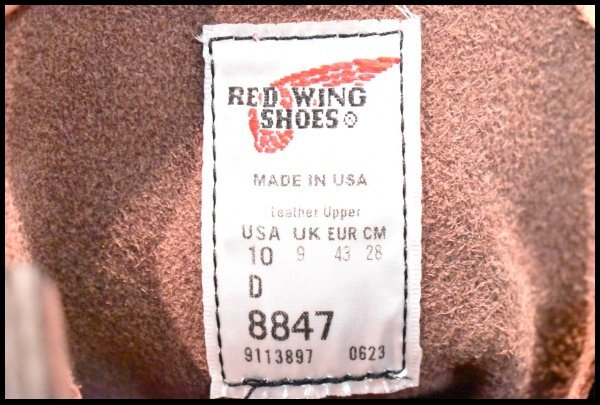 RED WING
SHOES
MADE IN USA
Leather Upper
USA UK EUR CM
10 9 43 28
D
8847
9113897 0623